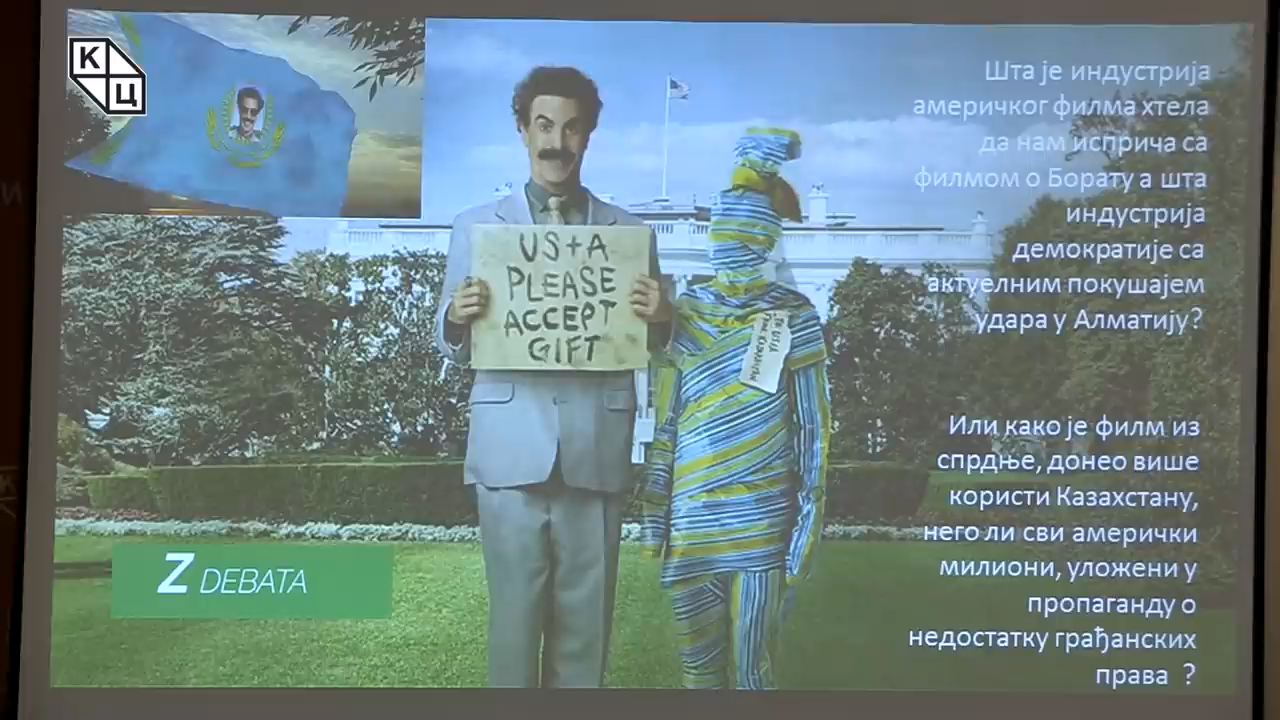 К
Ц
US+A
PLEASE
ACCEPT
GIFT
Шта је индустрија
америчког филма хтела
да нам исприча са
филмом о Борату а шта
индустрија
демократије са
актуелним покушајем
удара у Алматију?
Или како је филм из
спрдње, донео више
користи Казахстану,
него ли сви амерички
милиони, уложени у
пропаганду о
недостатку грађанских
права ?
Z DEBATA